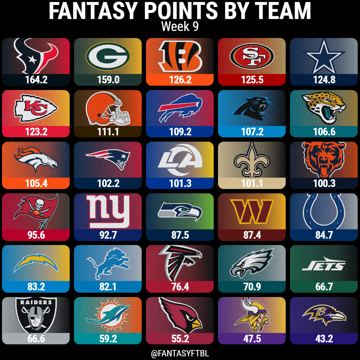 FANTASY POINTS BY TEAM
Week 9
164.2 159.0 126.2 125.5 124.8
123.2 111.1 109.2 107.2 106.6
105.4 102.2 101.3 101.1 100.3
ny
95.6 92.7 87.5 87.4 84.7
JETS
83.2 82.1 76.4 70.9 66.7
RAIDERS
66.6 59.2 55.2 47.5 43.2
@FANTASYFTBL